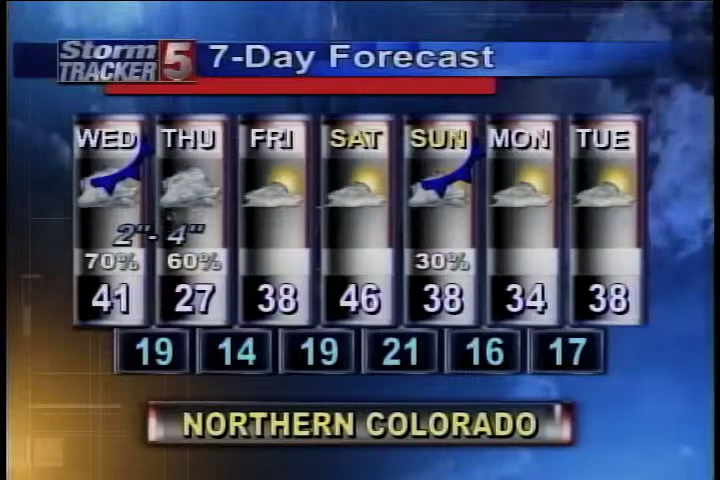 Storm TRACKER 5 7-Day Forecast
WED THU FRI SAT SUN MON TUE
2"- 4"
70% 60% 30%
41 27 38 46 38 34 38
19 14 19 21 16 17
NORTHERN COLORADO